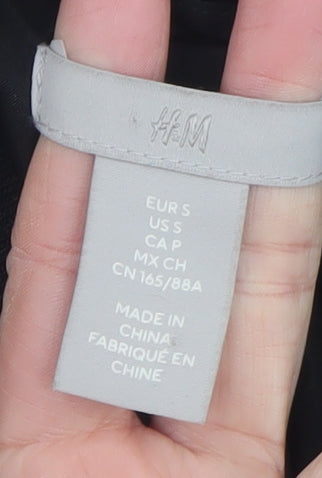 H&M
EUR S
US S
CA P
MX CH
CN 165/88A
MADE IN
CHINA
FABRIQUÉ EN
CHINE